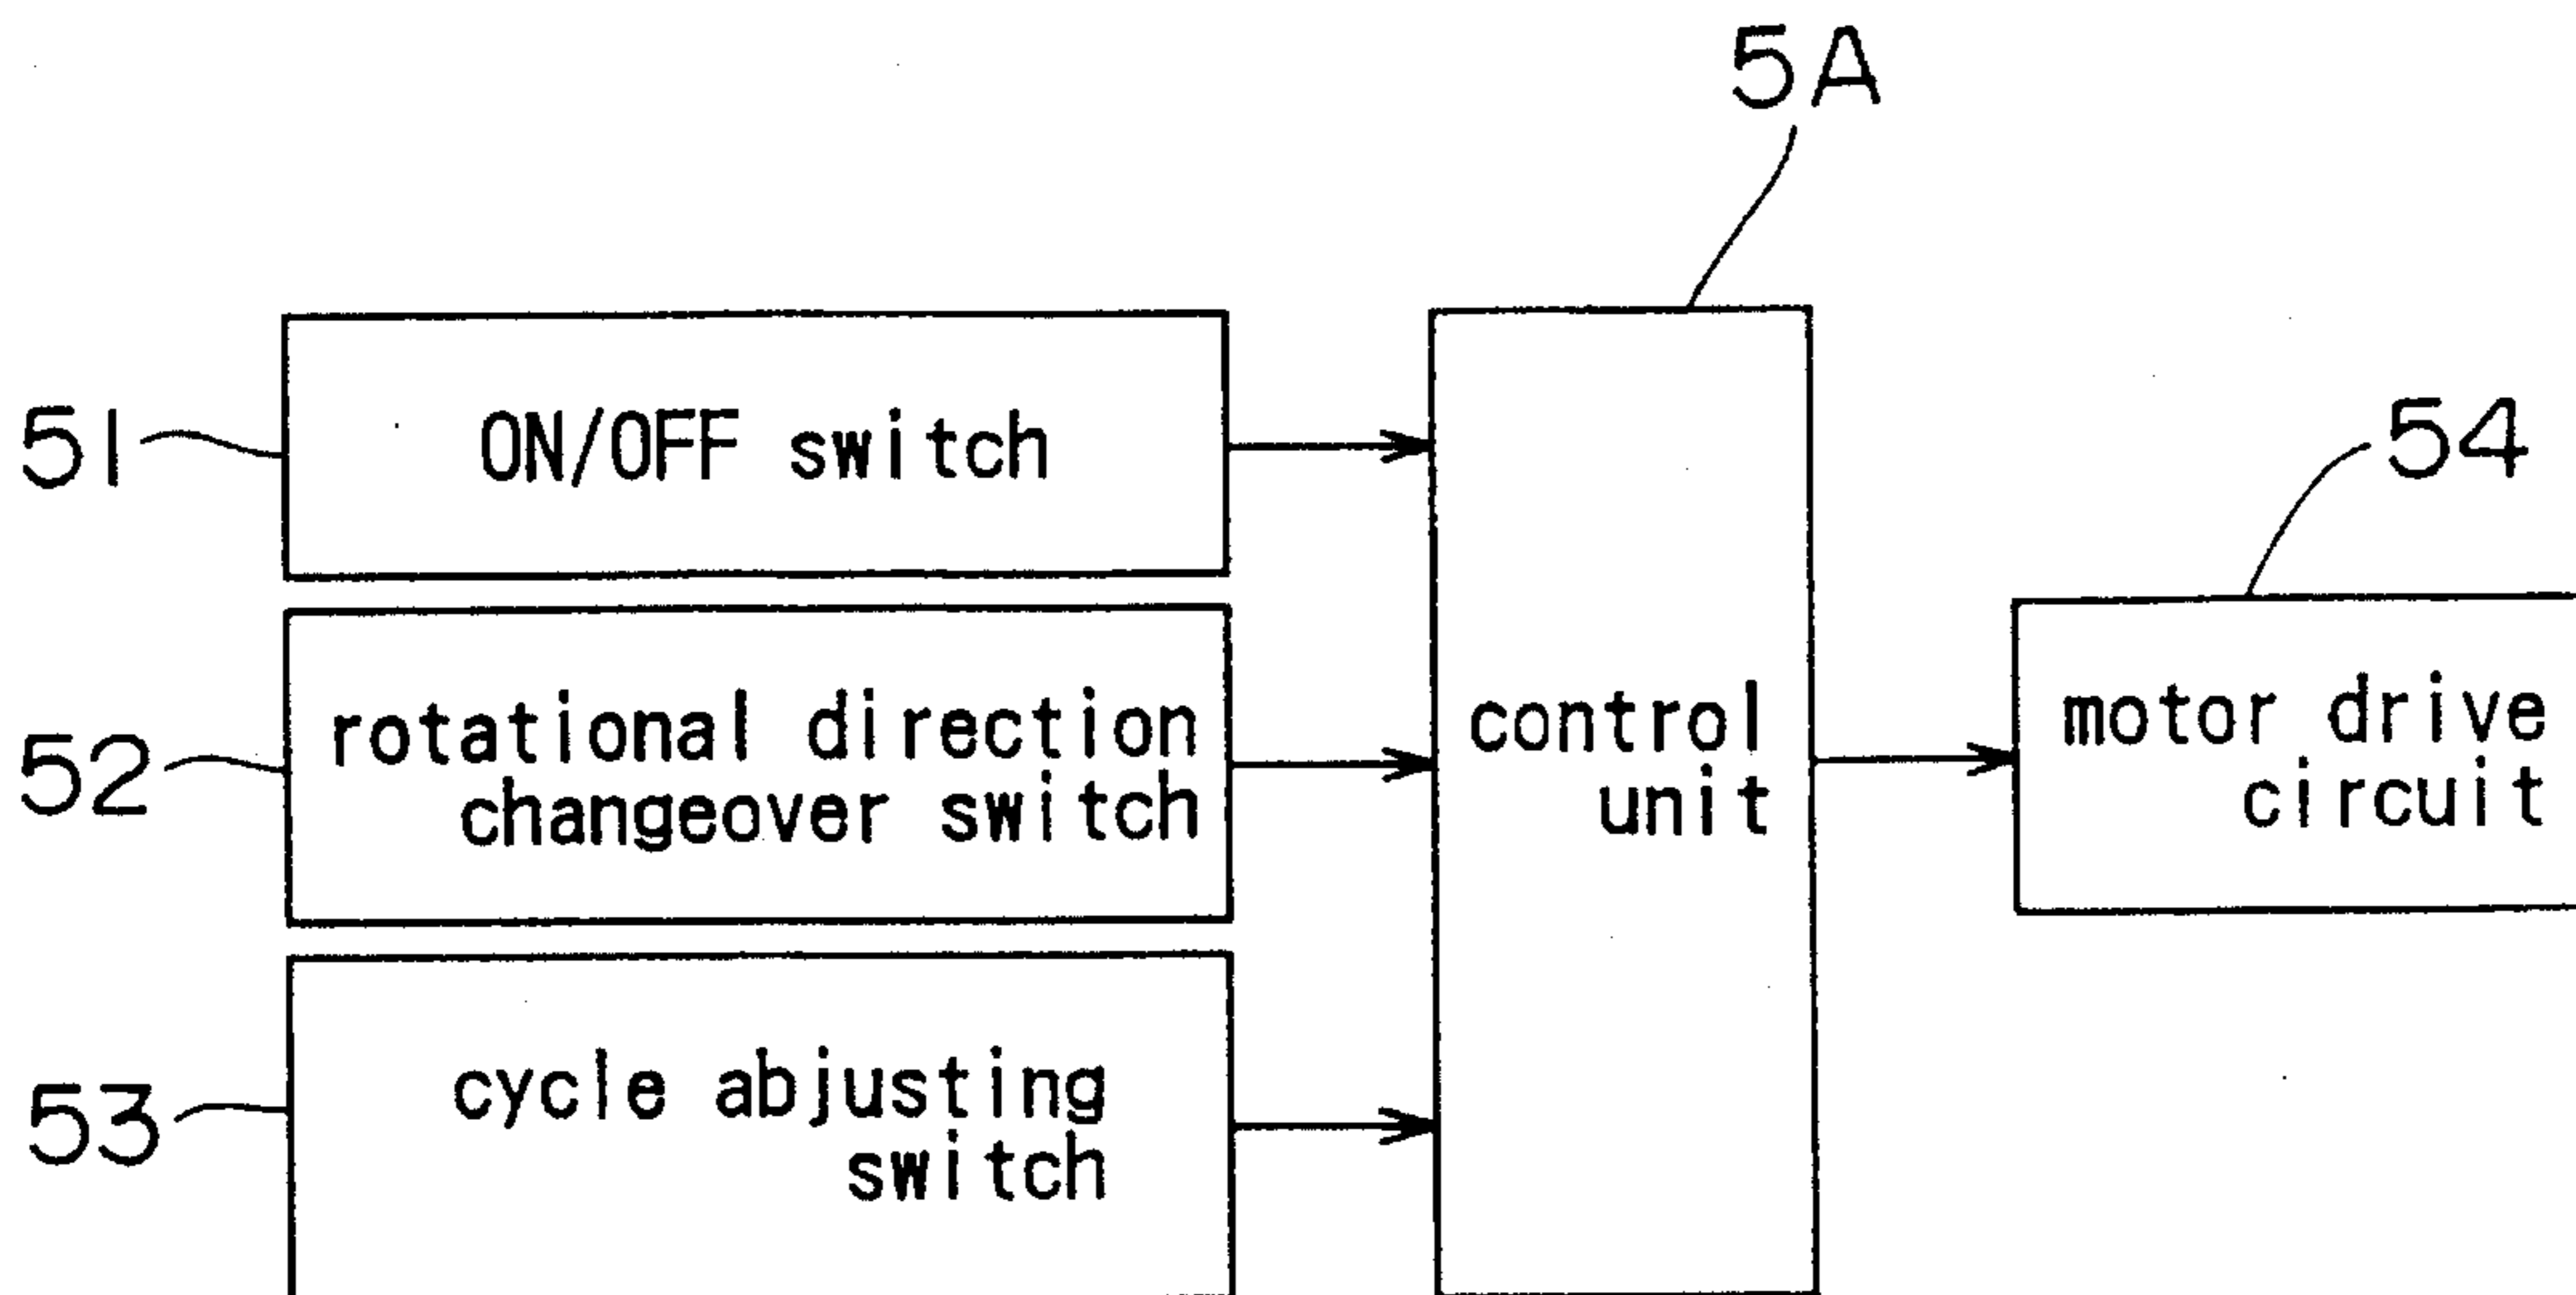 5A
51
ON/OFF switch
54
52
rotational direction
changeover switch
control
unit
motor drive
circuit
53
cycle abjusting
switch